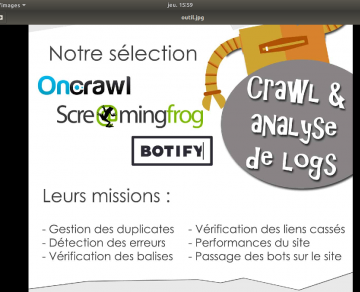 Images ▾
jeu. 15:59
outil.jpg
Notre sélection
Oncrawl
Screamingfrog
BOTIFY
Crawl &
analyse
de logs
Leurs missions :
- Gestion des duplicates
- Détection des erreurs
- Vérification des balises
- Vérification des liens cassés
- Performances du site
- Passage des bots sur le site